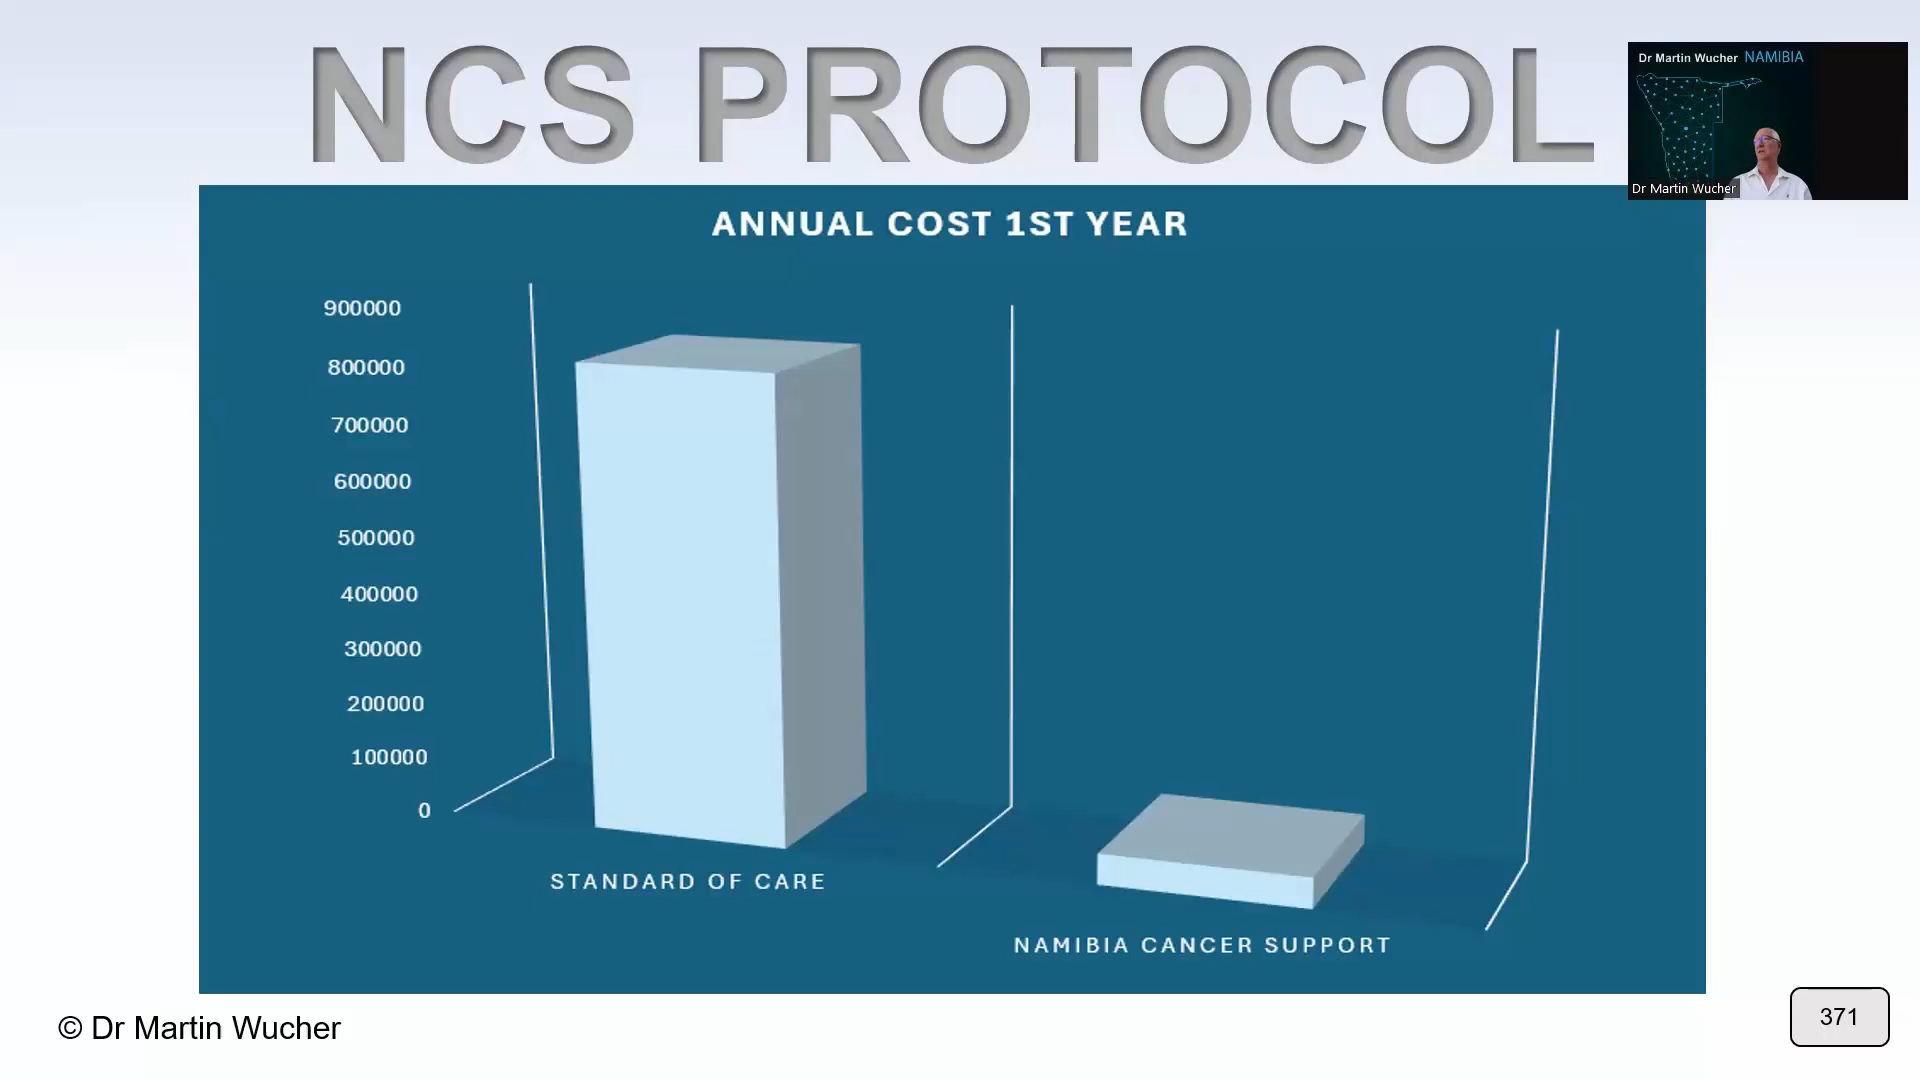 NCS PROTOCOL
Dr Martin Wucher NAMIBIA
Dr Martin Wucher
ANNUAL COST 1ST YEAR
900000
800000
700000
600000
500000
400000
300000
200000
100000
0
STANDARD OF CARE
NAMIBIA CANCER SUPPORT
© Dr Martin Wucher
371